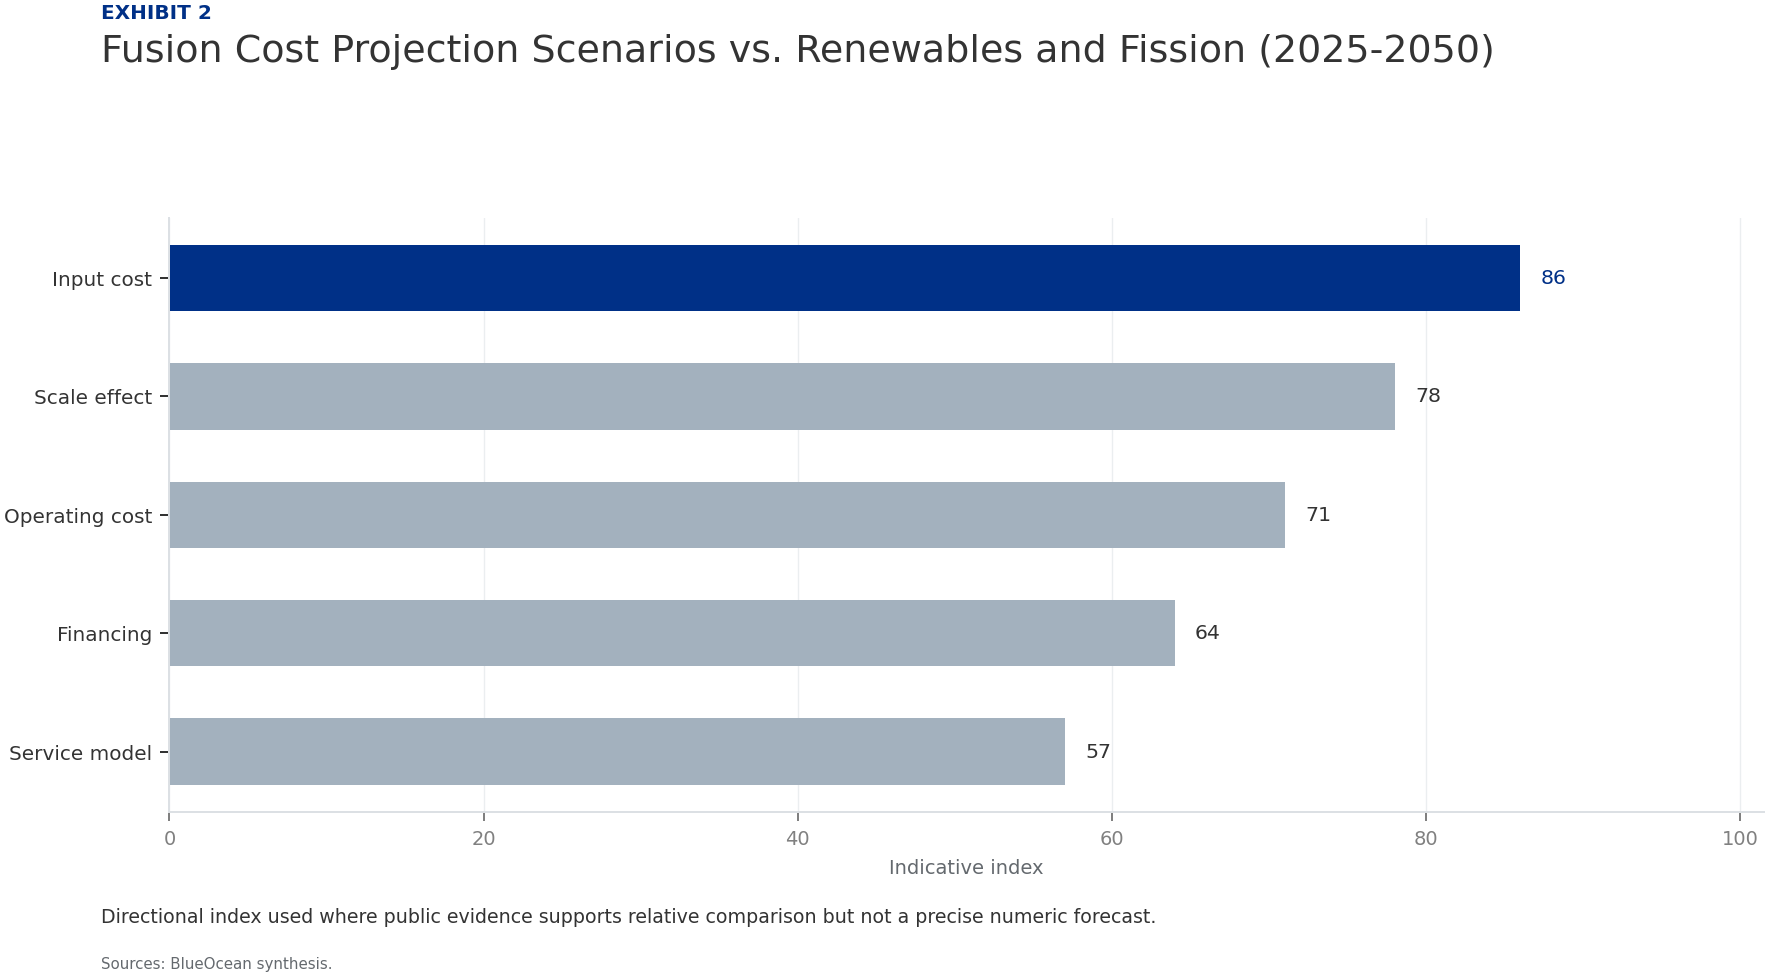 EXHIBIT 2
Fusion Cost Projection Scenarios vs. Renewables and Fission (2025-2050)
Input cost
86
Scale effect
78
Operating cost
71
Financing
64
Service model
57
0 20 40 60 80 100
Indicative index
Directional index used where public evidence supports relative comparison but not a precise numeric forecast.
Sources: BlueOcean synthesis.